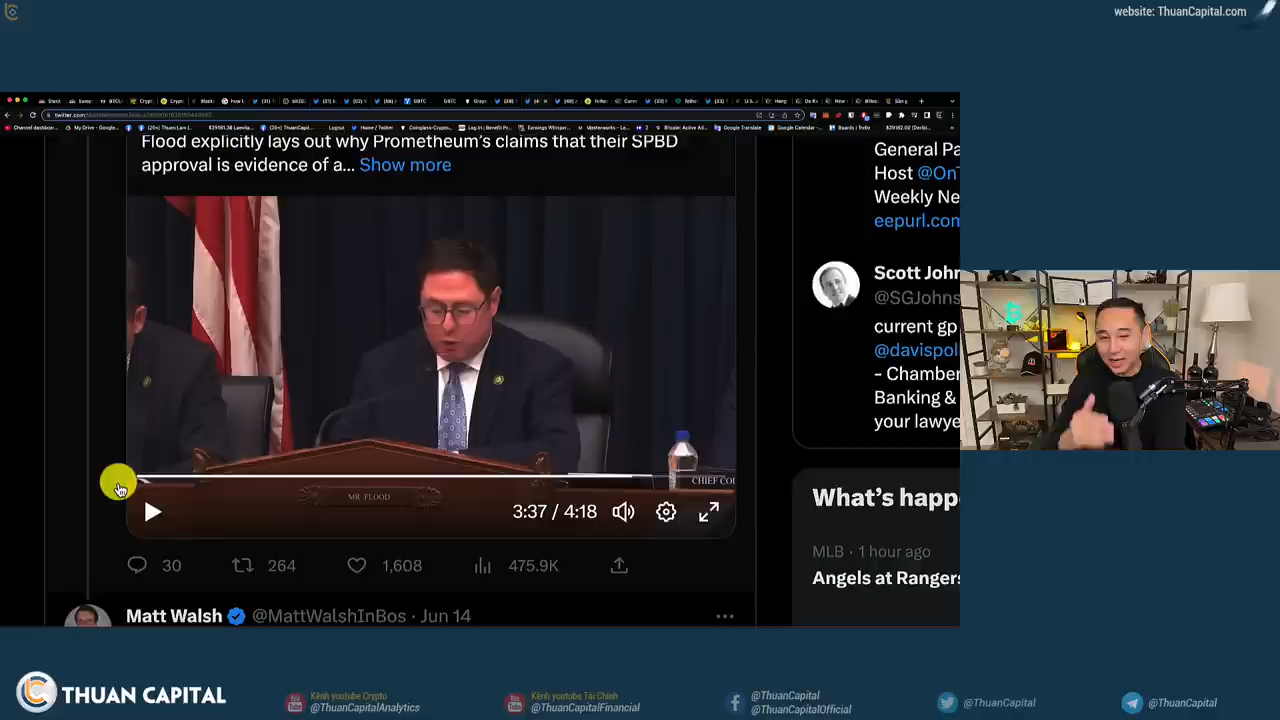 website: ThuanCapital.com
Flood explicitly lays out why Prometheum's claims that their SPBD
approval is evidence of a... Show more
MR. FLOOD
CHIEF COU
3:37 / 4:18
30
264
1,608
475.9K
Matt Walsh @MattWalshInBos · Jun 14
General Pa
Host @OnT
Weekly Ne
eepurl.com
Scott John
@SGJohns
current gp
@davispol
- Chamber
Banking &
your lawye
What's happ
MLB · 1 hour ago
Angels at Rangers
THUAN CAPITAL
Kênh youtube Crypto
@ThuanCapitalAnalytics
Kênh youtube Tài Chính
@ThuanCapitalFinancial
@ThuanCapital
@ThuanCapitalOfficial
@ThuanCapital
@ThuanCapital